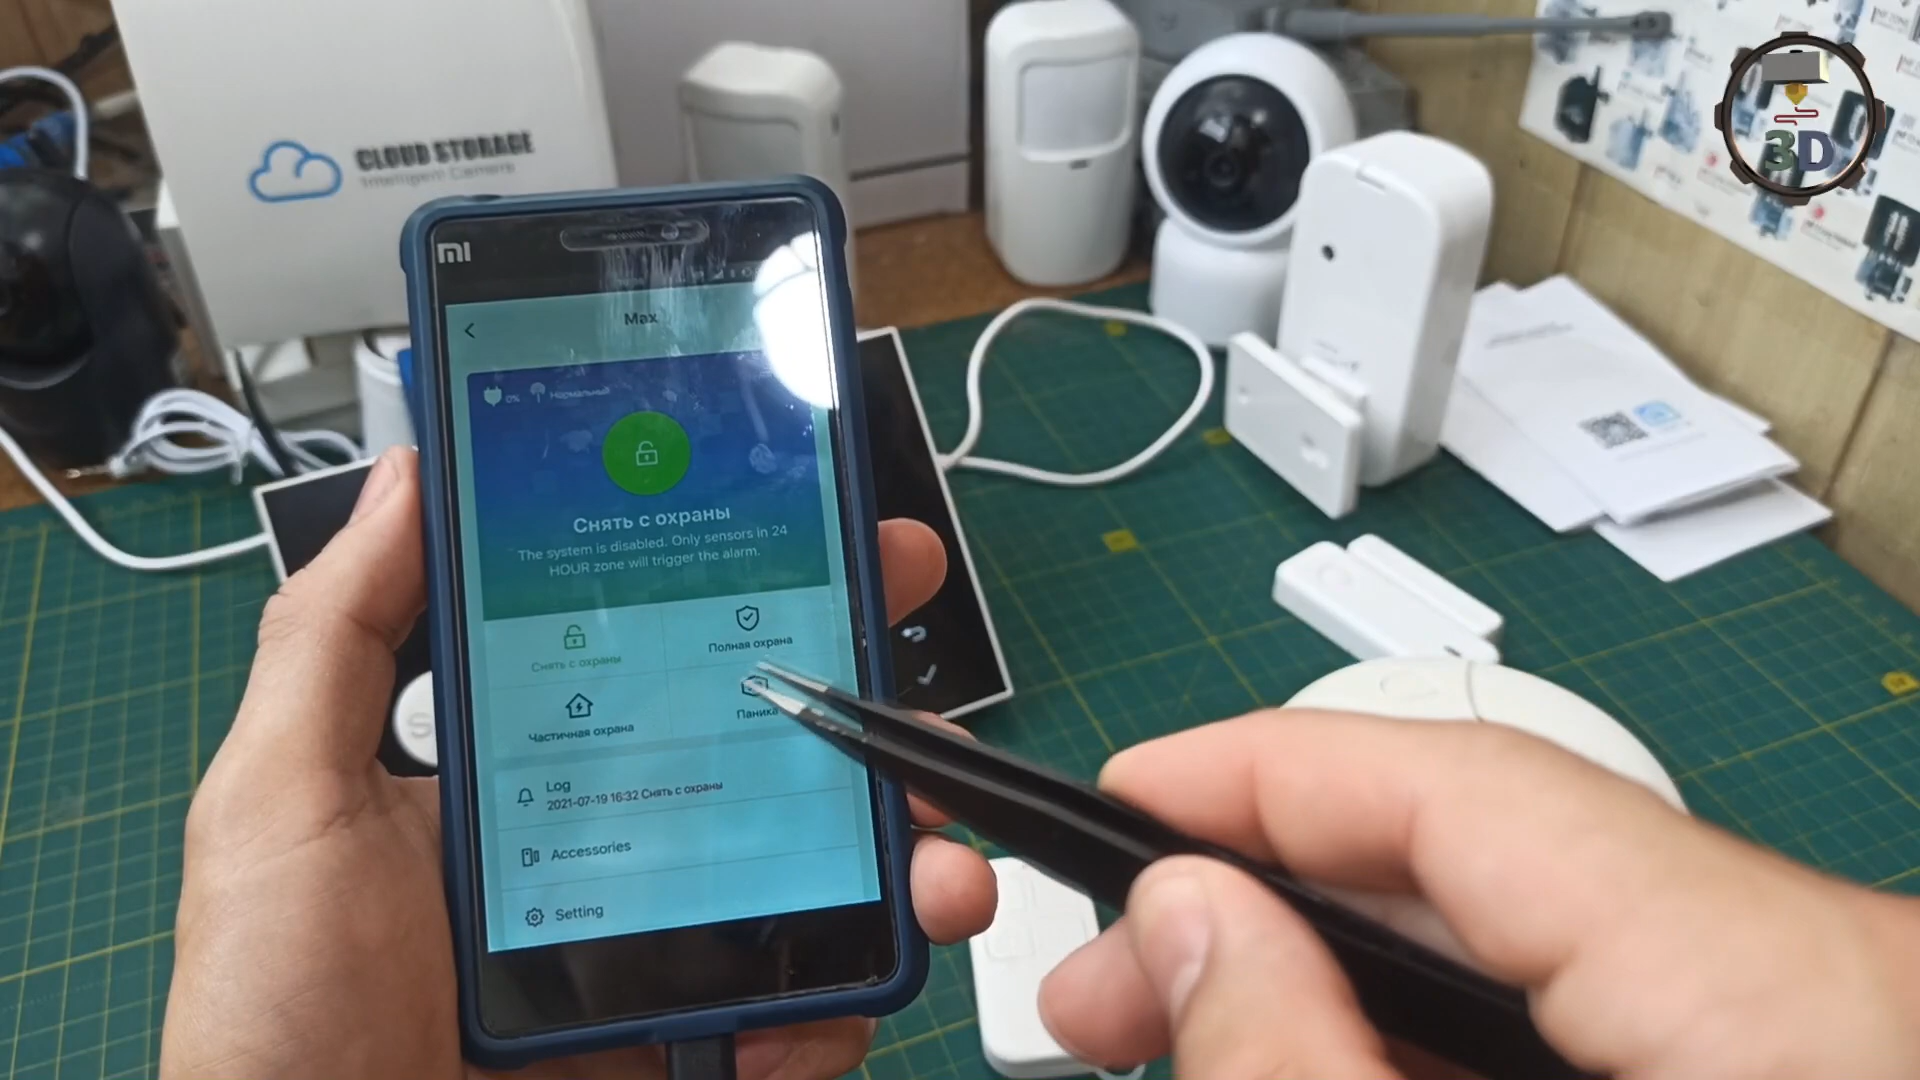 CLOUD STORAGE
Intelligent Camera
3D
MI
Max
0% Нормальный
Снять с охраны
The system is disabled. Only sensors in 24
HOUR zone will trigger the alarm.
Снять с охраны
Полная охрана
Частичная охрана
Паника
Log
2021-07-19 16:32 Снять с охраны
Accessories
Setting